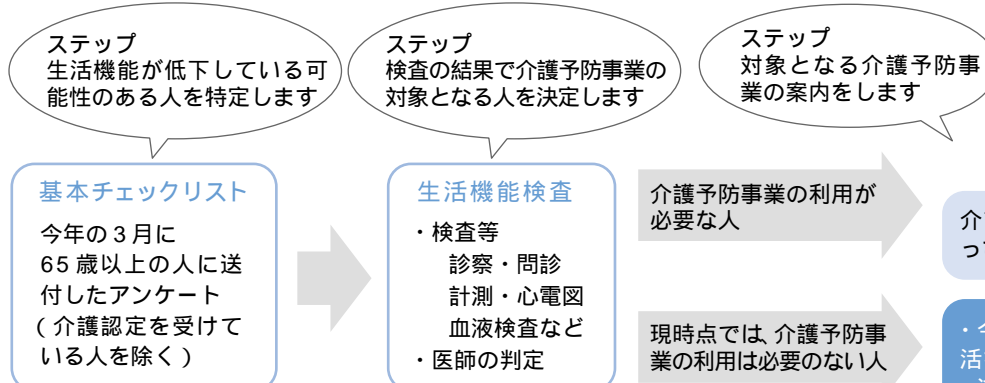 ステップ
生活機能が低下している可
能性のある人を特定します
ステップ
検査の結果で介護予防事業の
対象となる人を決定します
ステップ
対象となる介護予防事
業の案内をします
基本チェックリスト
今年の3月に
65歳以上の人に送
付したアンケート
(介護認定を受けて
いる人を除く)
生活機能検査
・検査等
診察・問診
計測・心電図
血液検査など
・医師の判定
介護予防事業の利用が
必要な人
現時点では、介護予防事
業の利用は必要のない人
介
って
・今
活